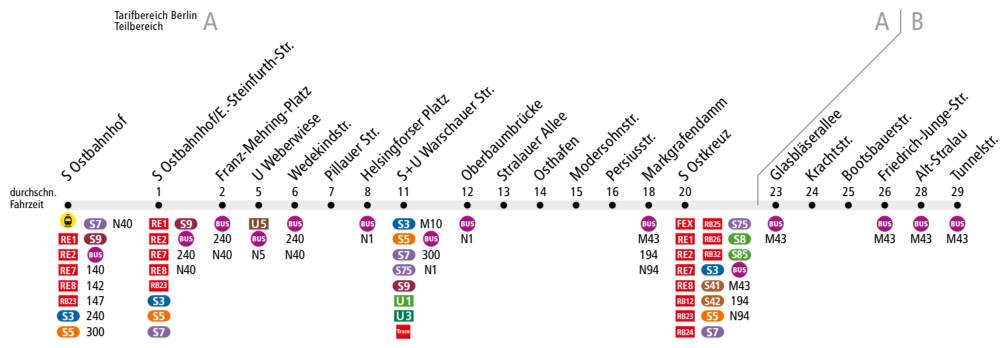 Tarifbereich Berlin
Teilbereich
A
A B
S Ostbahnhof
S Ostbahnhof/E.-Steinfurth-Str.
Franz-Mehring-Platz
U Weberwiese
Wedekindstr.
Pillauer Str.
Helsingforser Platz
S+U Warschauer Str.
Oberbaumbrücke
Stralauer Allee
Osthafen
Modersohnstr.
Persiusstr.
Markgrafendamm
S Ostkreuz
Glasbläserallee
Krachtstr.
Bootsbauerstr.
Friedrich-Junge-Str.
Alt-Stralau
Tunnelstr.
durchschn. 1 2 5 6 7 8 11 12 13 14 15 16 18 20 23 24 25 26 28 29
Fahrzeit
S7 N40
RE1 S9
RE2 BUS
RE7 140
RE8 142
RB23 147
S3 240
S5 300
RE1 S9
RE2 BUS
RE7 240
RE8 N40
RB23
S3
S5
S7
BUS
240
N40
U5
BUS
N5
BUS
240
N40
BUS
N1
S3 M10
S5 BUS
S7 300
S75 N1
S9
U1
U3
Tram
BUS
N1
BUS
M43
194
N94
FEX RB25 S75
RE1 RB26 S8
RE2 RB32 S85
RE7 S3 BUS
RE8 S41 M43
RB12 S42 194
RB23 S5 N94
RB24 S7
BUS
M43
BUS
M43
BUS
M43
BUS
M43